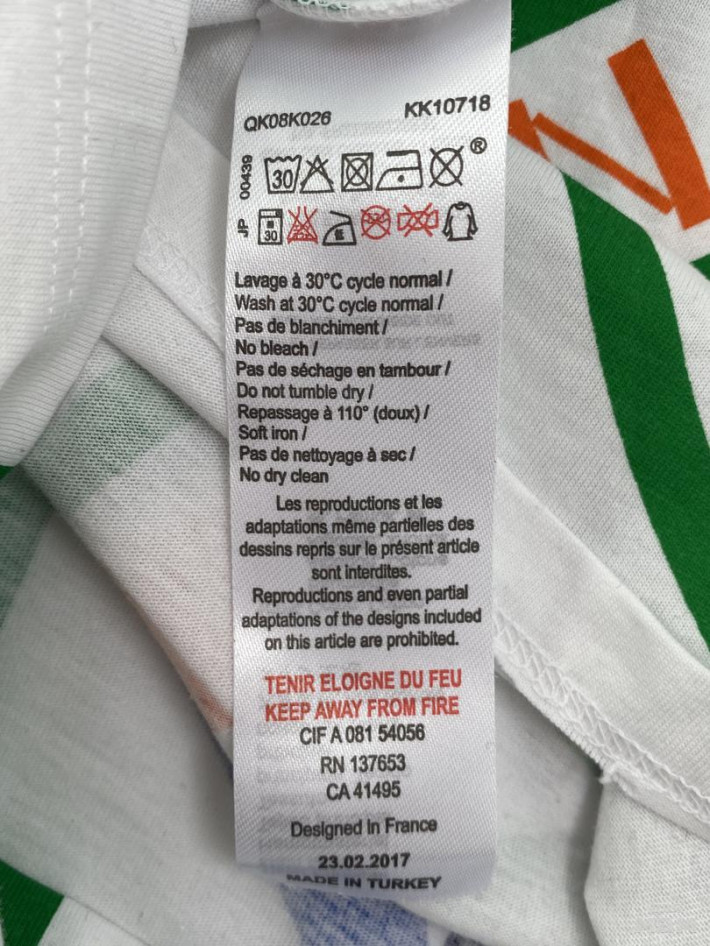 QK08K026 KK10718
JP 00439
30
®
JP
30
Lavage à 30°C cycle normal /
Wash at 30°C cycle normal /
Pas de blanchiment /
No bleach /
Pas de séchage en tambour /
Do not tumble dry /
Repassage à 110° (doux) /
Soft iron /
Pas de nettoyage à sec /
No dry clean
Les reproductions et les
adaptations même partielles des
dessins repris sur le présent article
sont interdites.
Reproductions and even partial
adaptations of the designs included
on this article are prohibited.
TENIR ELOIGNE DU FEU
KEEP AWAY FROM FIRE
CIF A 081 54056
RN 137653
CA 41495
Designed in France
23.02.2017
MADE IN TURKEY